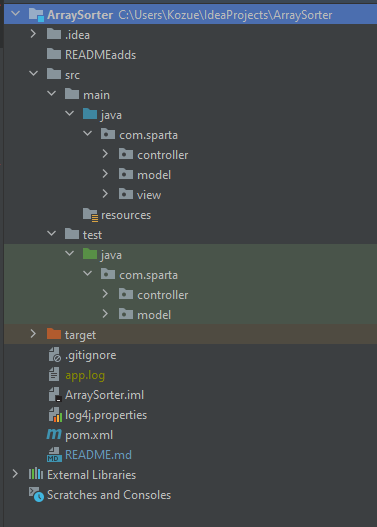 ArraySorter C:\Users\Kozue\IdeaProjects\ArraySorter
.idea
READMEadds
src
main
java
com.sparta
controller
model
view
resources
test
java
com.sparta
controller
model
target
.gitignore
app.log
ArraySorter.iml
log4j.properties
pom.xml
README.md
External Libraries
Scratches and Consoles